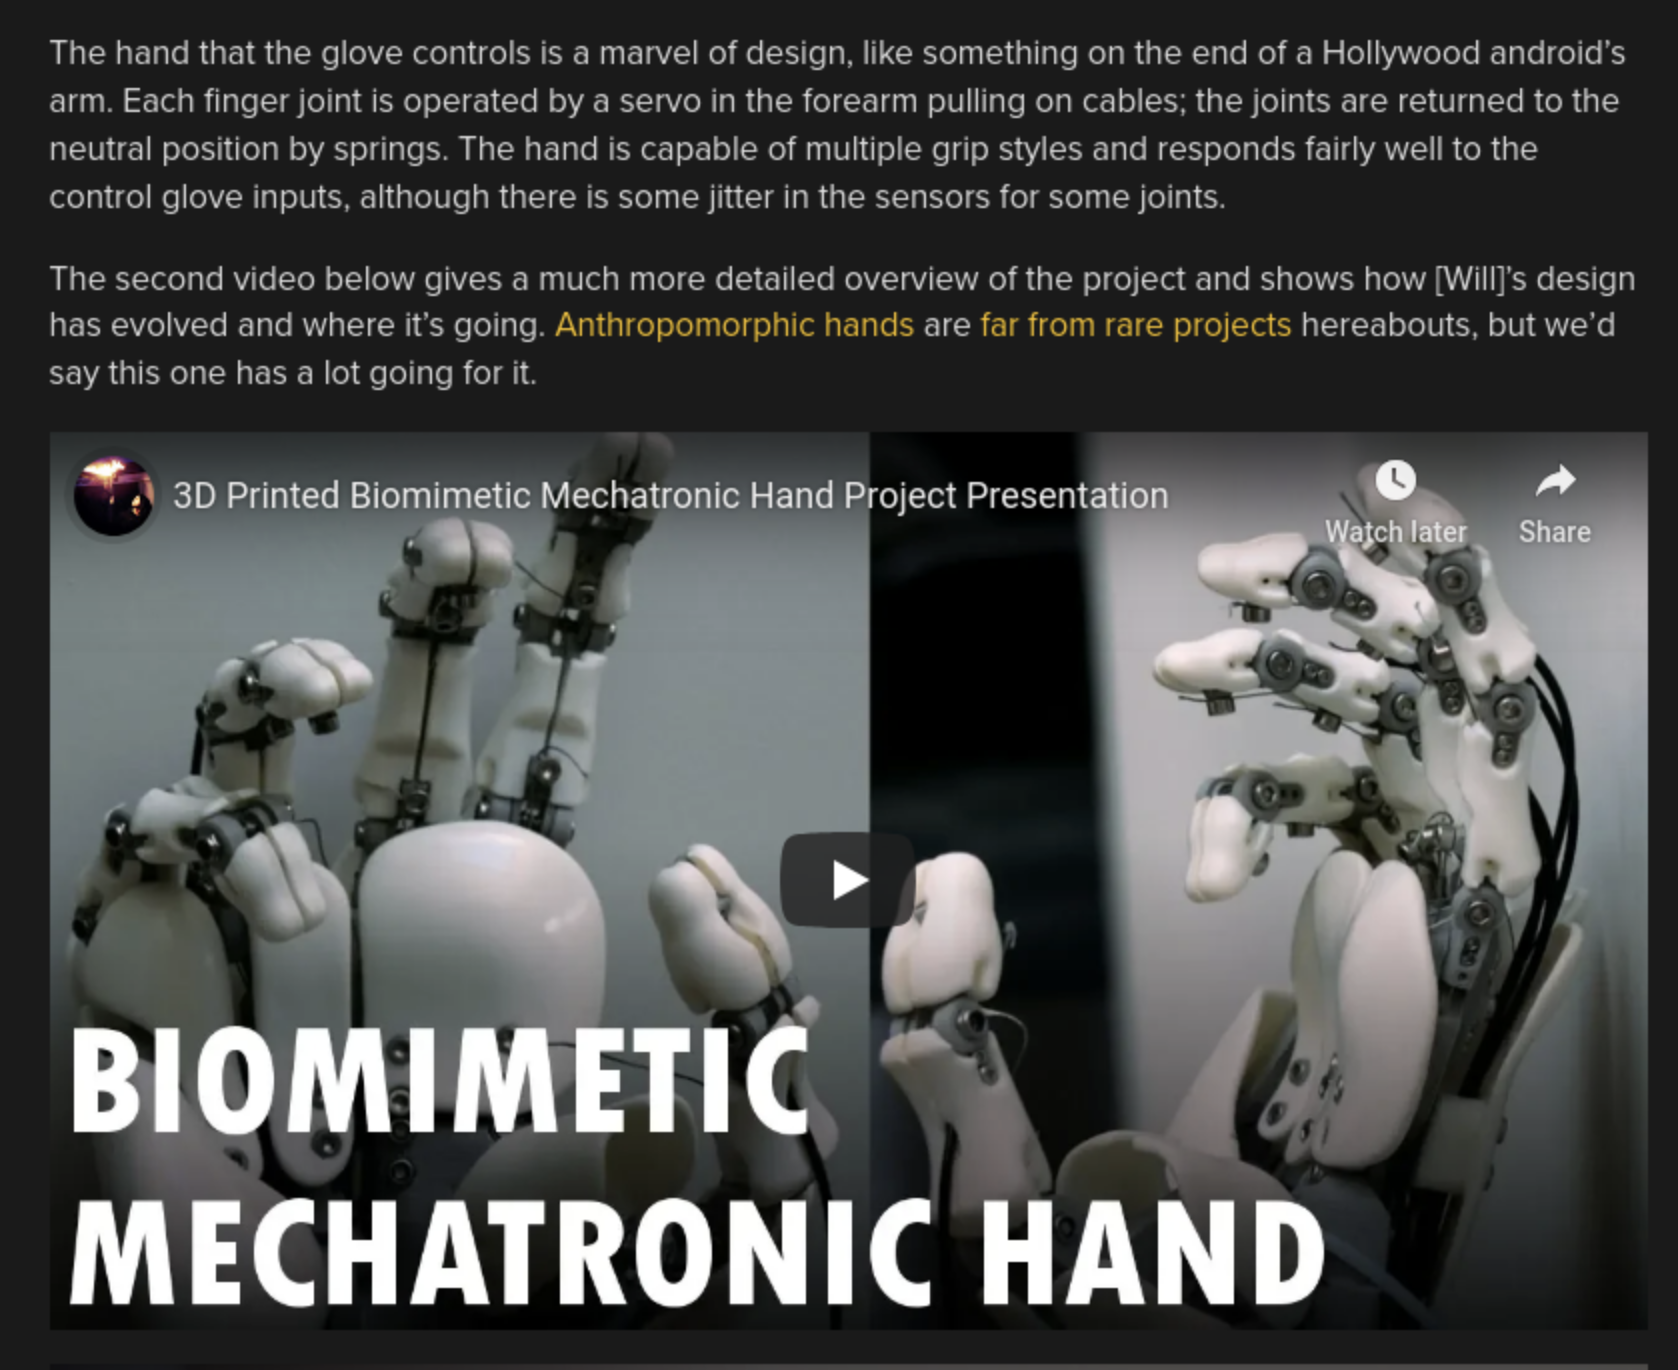 The hand that the glove controls is a marvel of design, like something on the end of a Hollywood android’s
arm. Each finger joint is operated by a servo in the forearm pulling on cables; the joints are returned to the
neutral position by springs. The hand is capable of multiple grip styles and responds fairly well to the
control glove inputs, although there is some jitter in the sensors for some joints.
The second video below gives a much more detailed overview of the project and shows how [Will]’s design
has evolved and where it’s going. Anthropomorphic hands are far from rare projects hereabouts, but we’d
say this one has a lot going for it.
3D Printed Biomimetic Mechatronic Hand Project Presentation
Watch later
Share
BIOMIMETIC
MECHATRONIC HAND